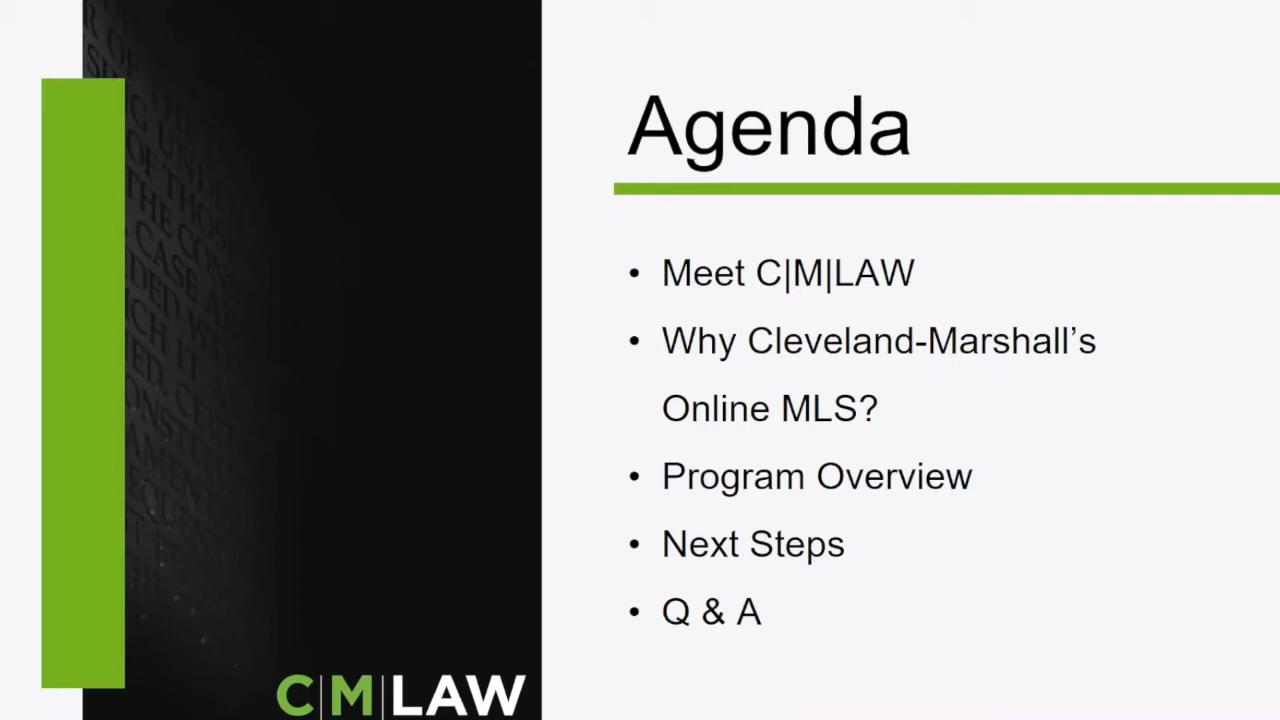 Agenda
• Meet C|M|LAW
• Why Cleveland-Marshall’s
Online MLS?
• Program Overview
• Next Steps
• Q & A
C|M|LAW